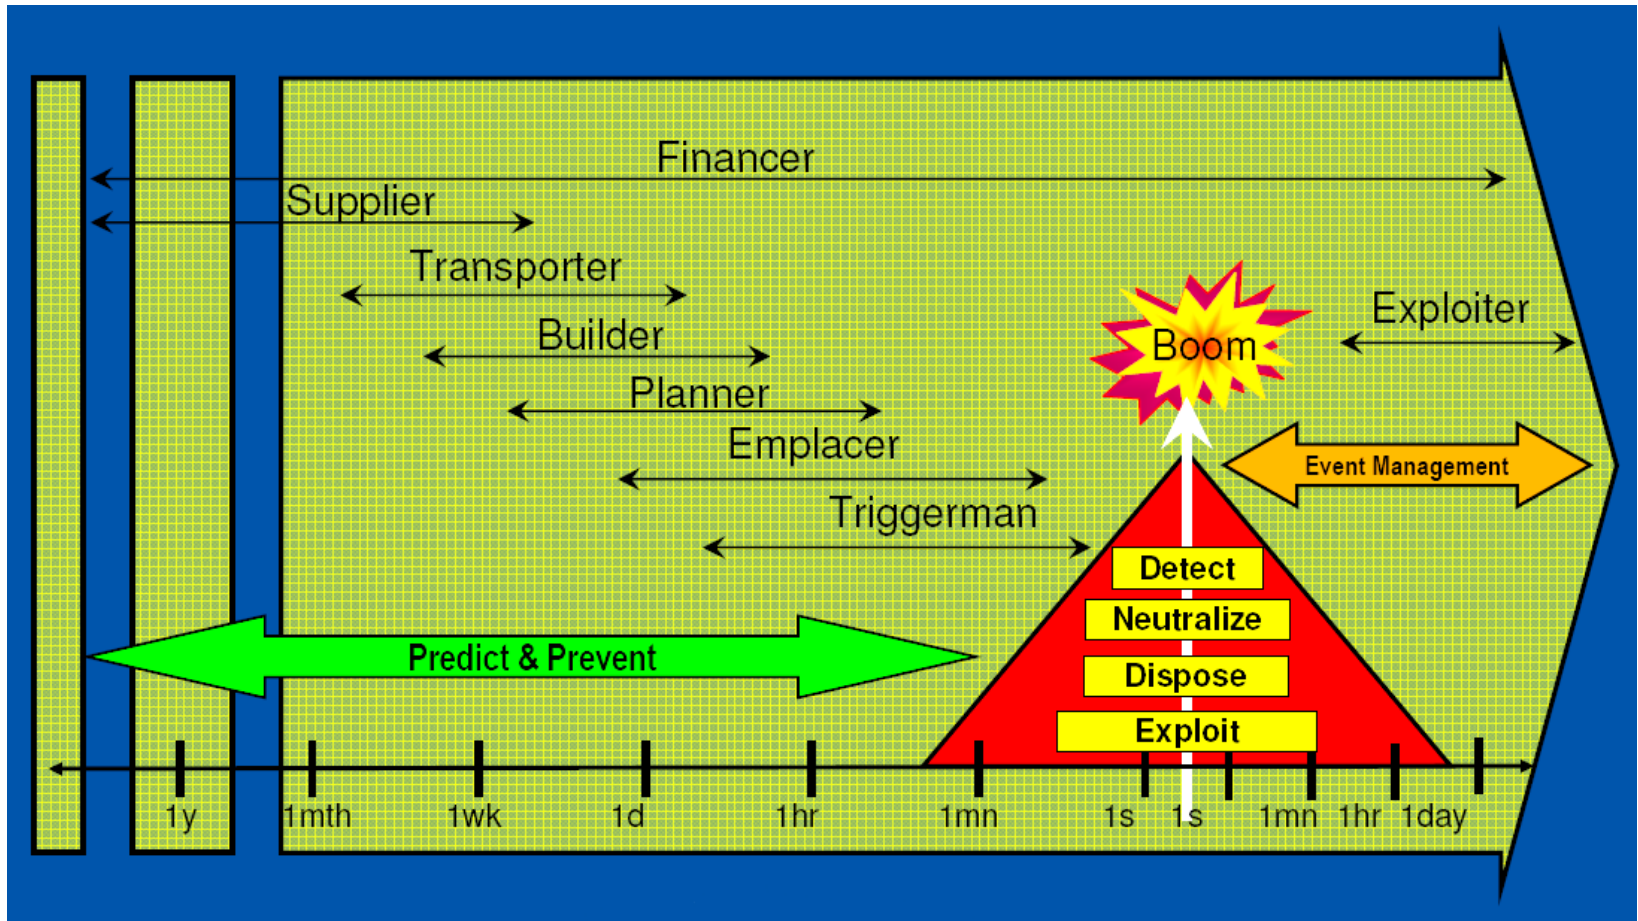 Financer
Supplier
Transporter
Builder
Planner
Emplacer
Triggerman
Boom
Exploiter
Event Management
Detect
Neutralize
Dispose
Exploit
Predict & Prevent
1y 1mth 1wk 1d 1hr 1mn 1s 1s 1mn 1hr 1day